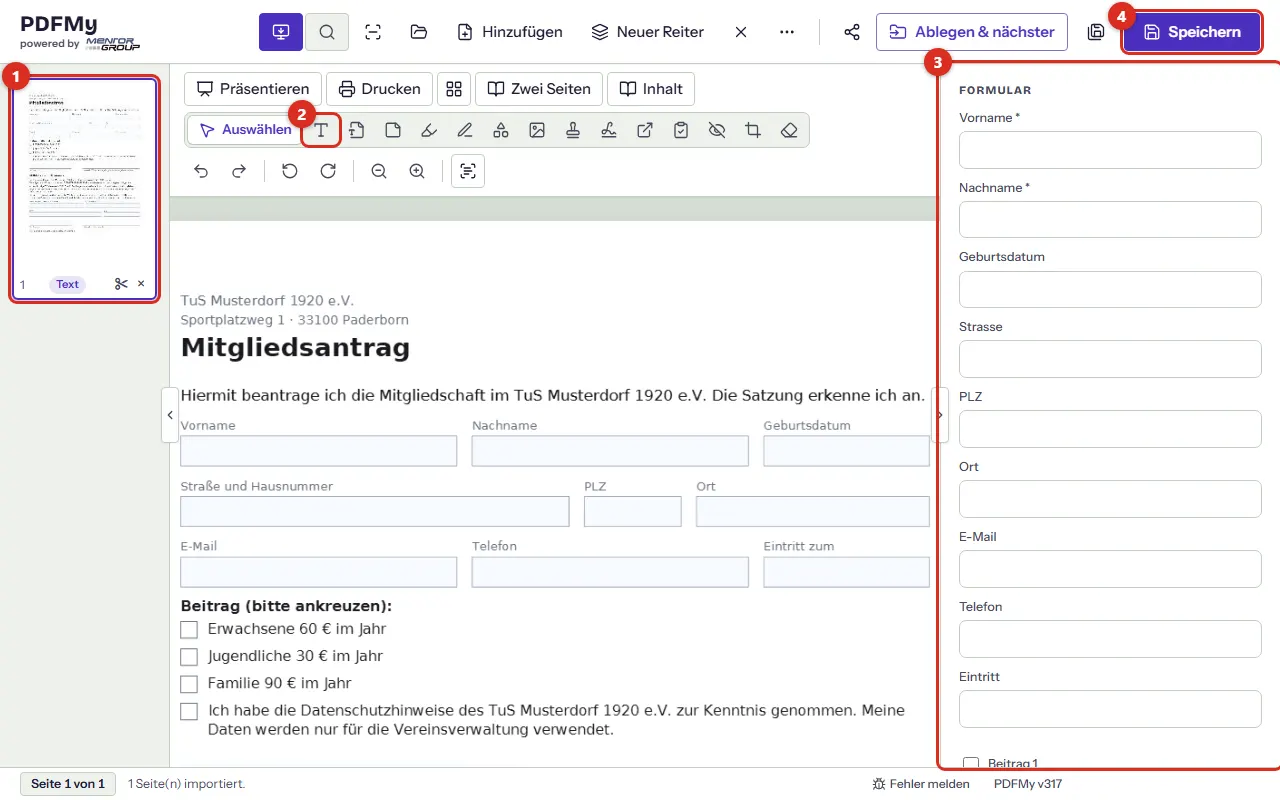 PDFMy
powered by MENTOR GROUP
Hinzufügen
Neuer Reiter
Ablegen & nächster
4
Speichern
1
1
Text
Präsentieren
Drucken
Zwei Seiten
Inhalt
2
Auswählen
TuS Musterdorf 1920 e.V.
Sportplatzweg 1 · 33100 Paderborn
Mitgliedsantrag
Hiermit beantrage ich die Mitgliedschaft im TuS Musterdorf 1920 e.V. Die Satzung erkenne ich an.
Vorname Nachname Geburtsdatum
Straße und Hausnummer PLZ Ort
E-Mail Telefon Eintritt zum
Beitrag (bitte ankreuzen):
Erwachsene 60 € im Jahr
Jugendliche 30 € im Jahr
Familie 90 € im Jahr
Ich habe die Datenschutzhinweise des TuS Musterdorf 1920 e.V. zur Kenntnis genommen. Meine
Daten werden nur für die Vereinsverwaltung verwendet.
3
FORMULAR
Vorname *
Nachname *
Geburtsdatum
Strasse
PLZ
Ort
E-Mail
Telefon
Eintritt
Beitrag 1
Seite 1 von 1
1 Seite(n) importiert.
Fehler melden
PDFMy v317